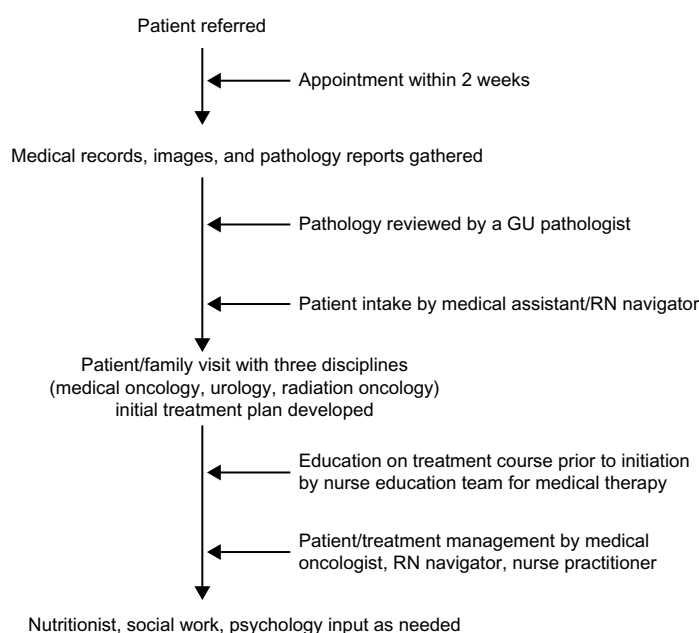 Patient referred
Appointment within 2 weeks
Medical records, images, and pathology reports gathered
Pathology reviewed by a GU pathologist
Patient intake by medical assistant/RN navigator
Patient/family visit with three disciplines
(medical oncology, urology, radiation oncology)
initial treatment plan developed
Education on treatment course prior to initiation
by nurse education team for medical therapy
Patient/treatment management by medical
oncologist, RN navigator, nurse practitioner
Nutritionist, social work, psychology input as needed